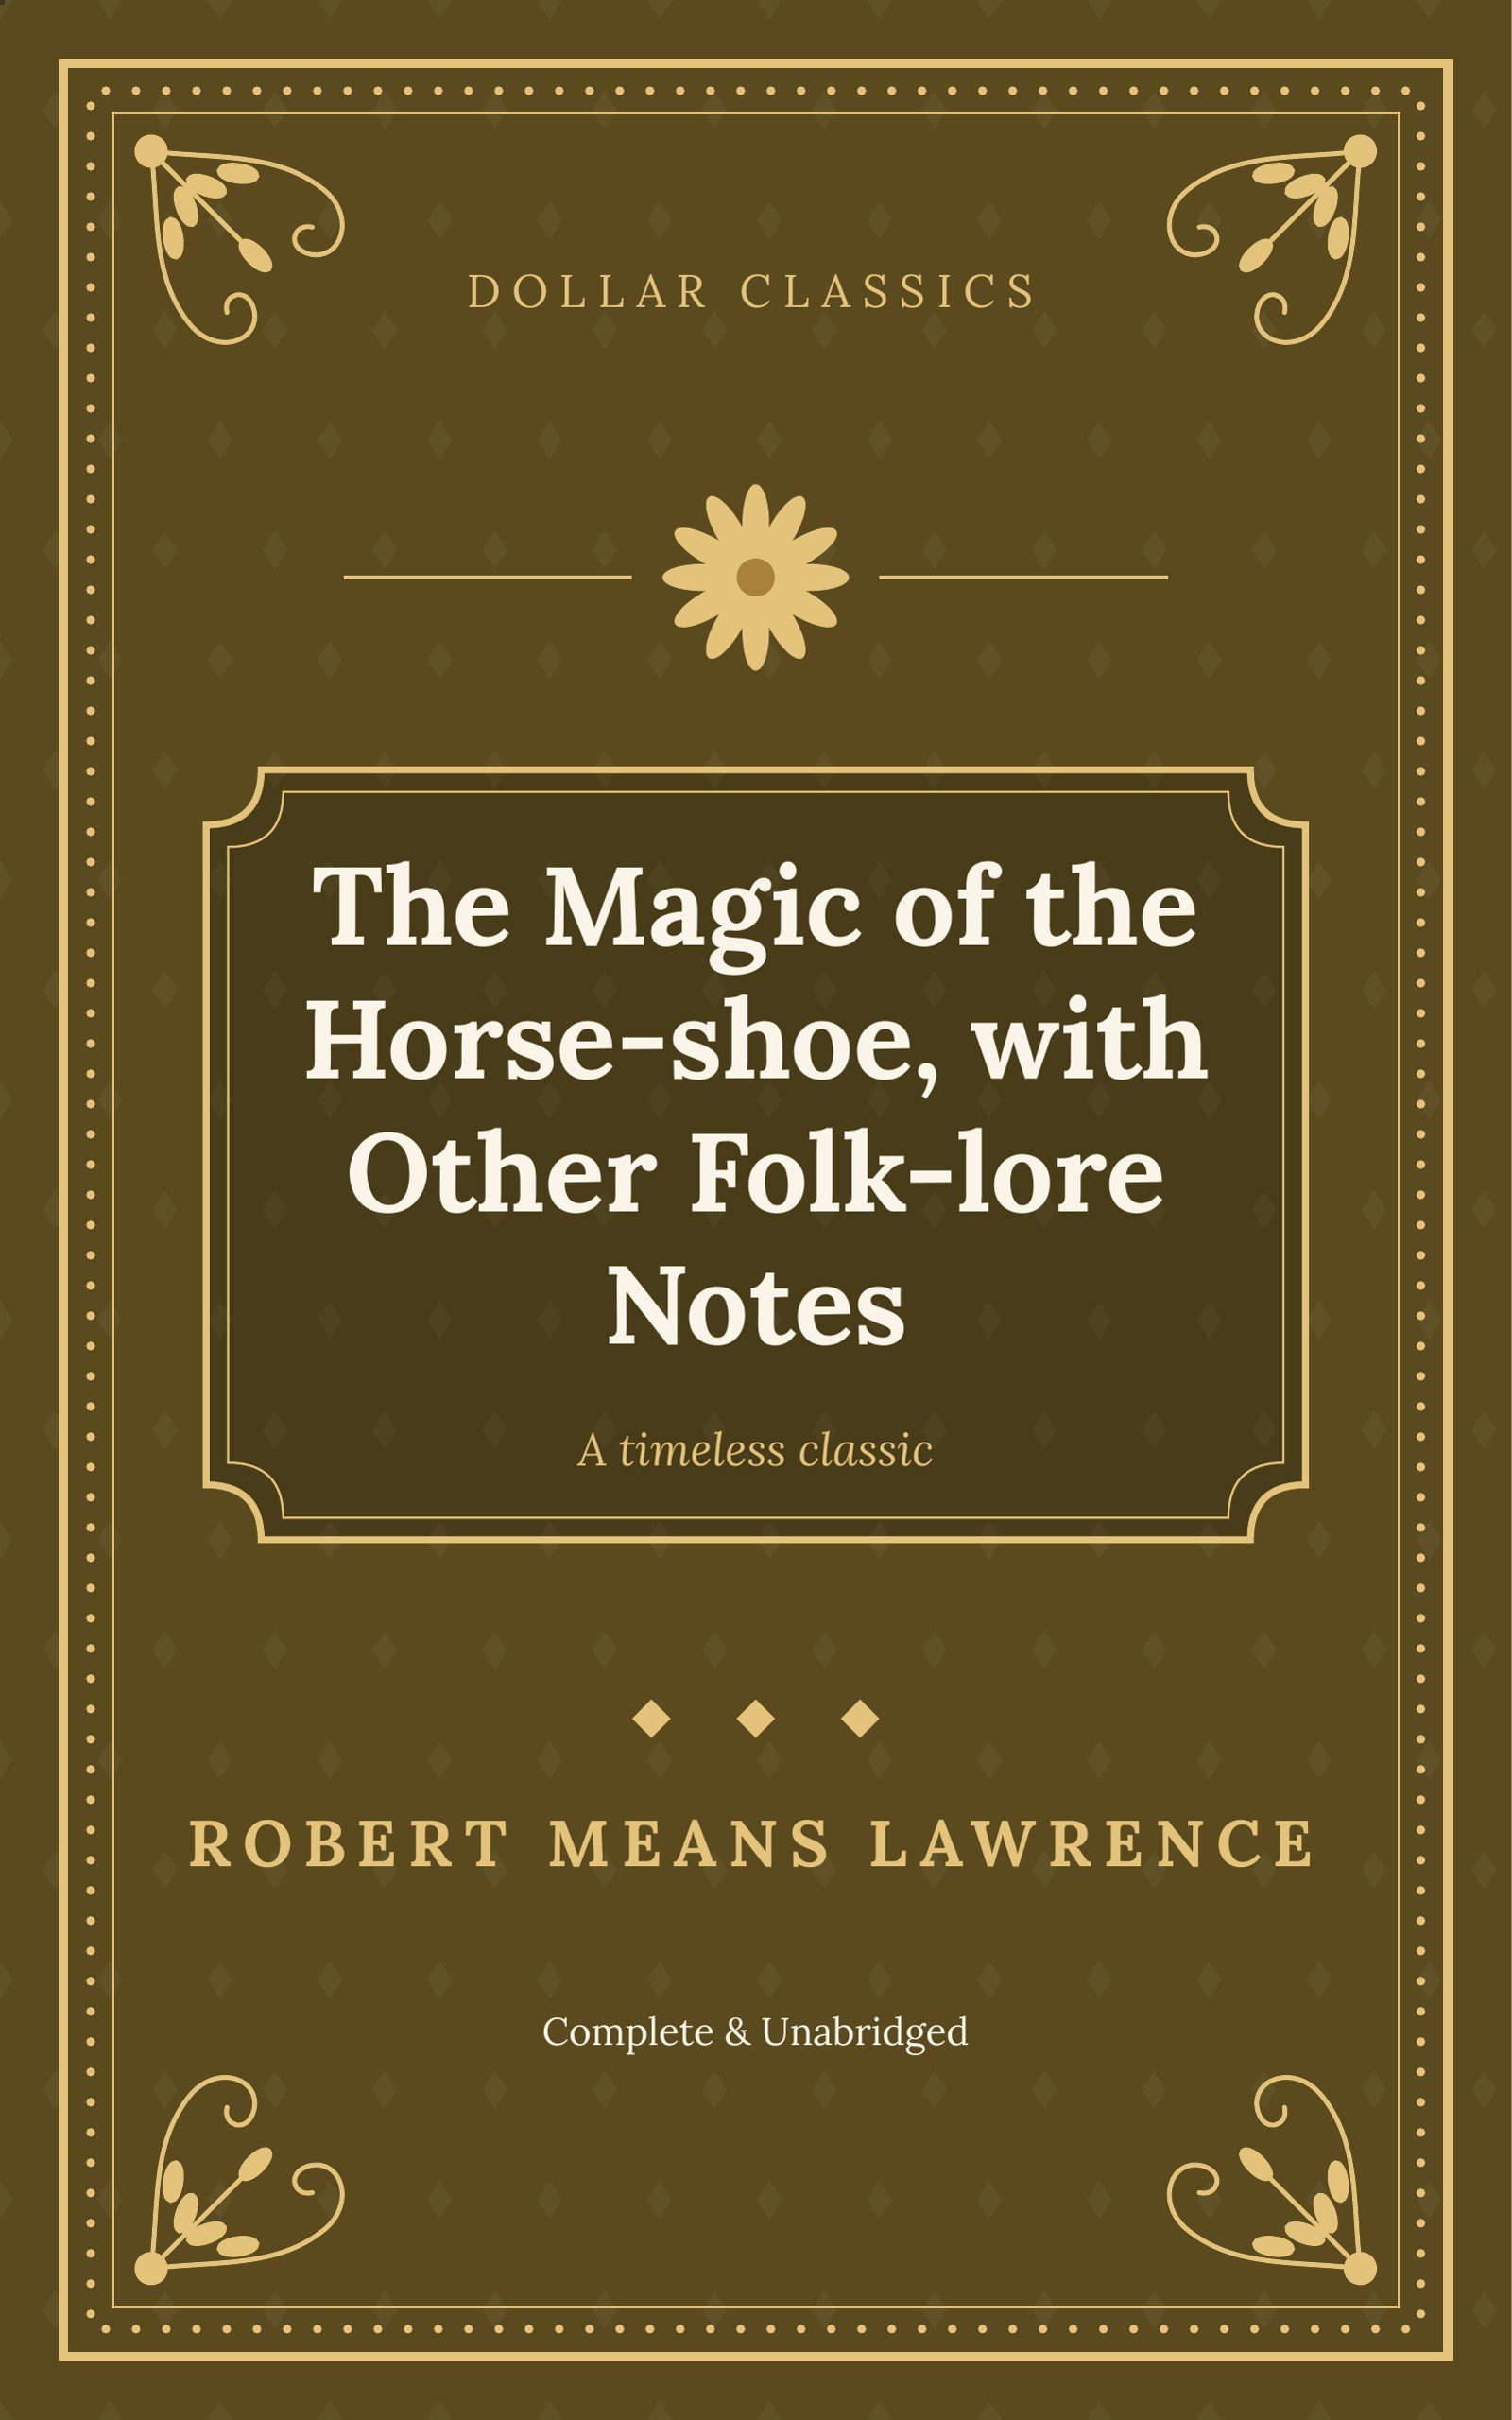 DOLLAR CLASSICS
The Magic of the
Horse-shoe, with
Other Folk-lore
Notes
A timeless classic
ROBERT MEANS LAWRENCE
Complete & Unabridged